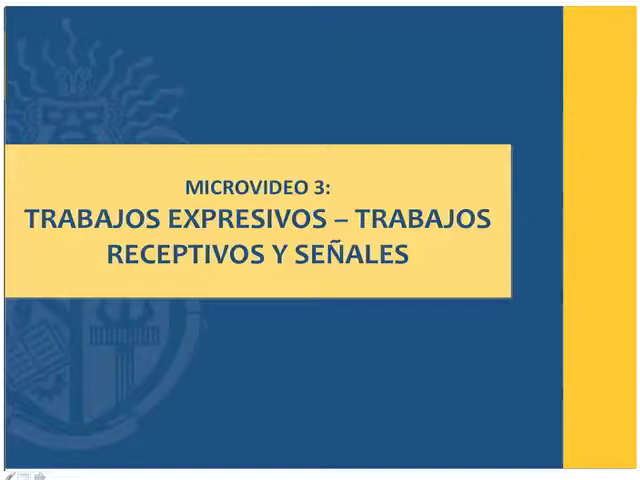 MICROVIDEO 3:
TRABAJOS EXPRESIVOS – TRABAJOS
RECEPTIVOS Y SEÑALES